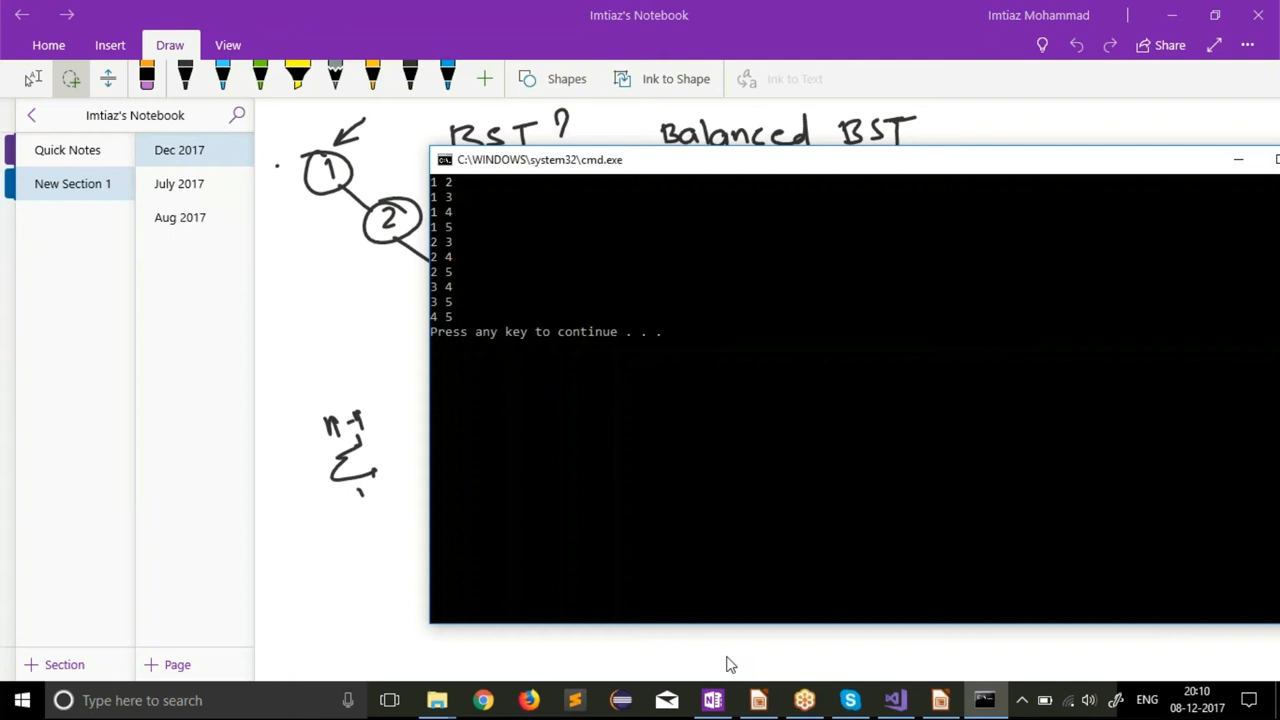 Imtiaz's Notebook
Imtiaz Mohammad
Home Insert Draw View
Share
Shapes
Ink to Shape
Ink to Text
Imtiaz's Notebook
Quick Notes
New Section 1
Dec 2017
July 2017
Aug 2017
BST? Balanced BST
1
2
C:\WINDOWS\system32\cmd.exe
1 2
1 3
1 4
1 5
2 3
2 4
2 5
3 4
3 5
4 5
Press any key to continue . . .
n-1
Σ
Section
Page
Type here to search
ENG
20:10
08-12-2017